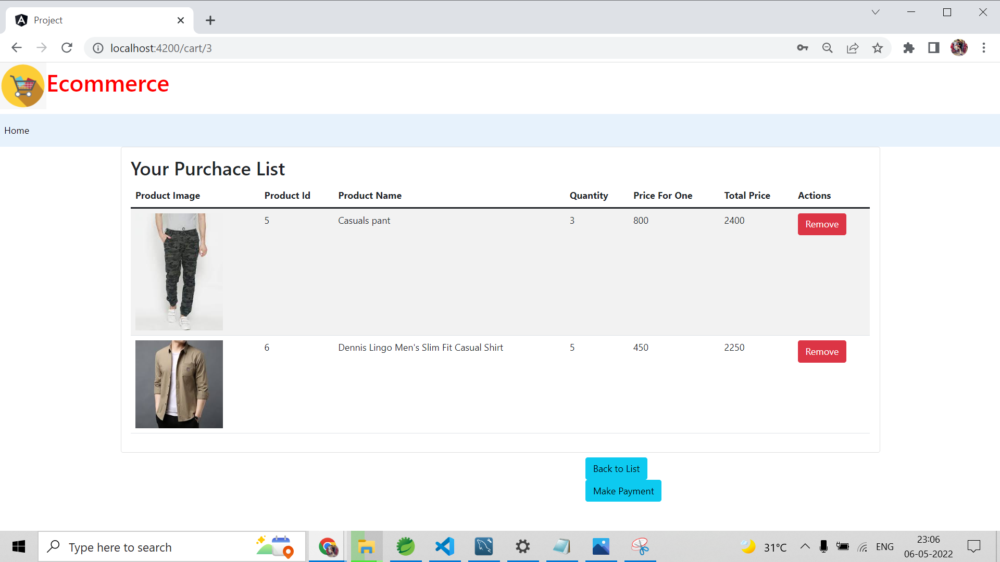 Project
localhost:4200/cart/3
Ecommerce
Home
Your Purchace List
Product Image Product Id Product Name Quantity Price For One Total Price Actions
5 Casuals pant 3 800 2400 Remove
6 Dennis Lingo Men's Slim Fit Casual Shirt 5 450 2250 Remove
Back to List
Make Payment
Type here to search
31°C
ENG
23:06
06-05-2022